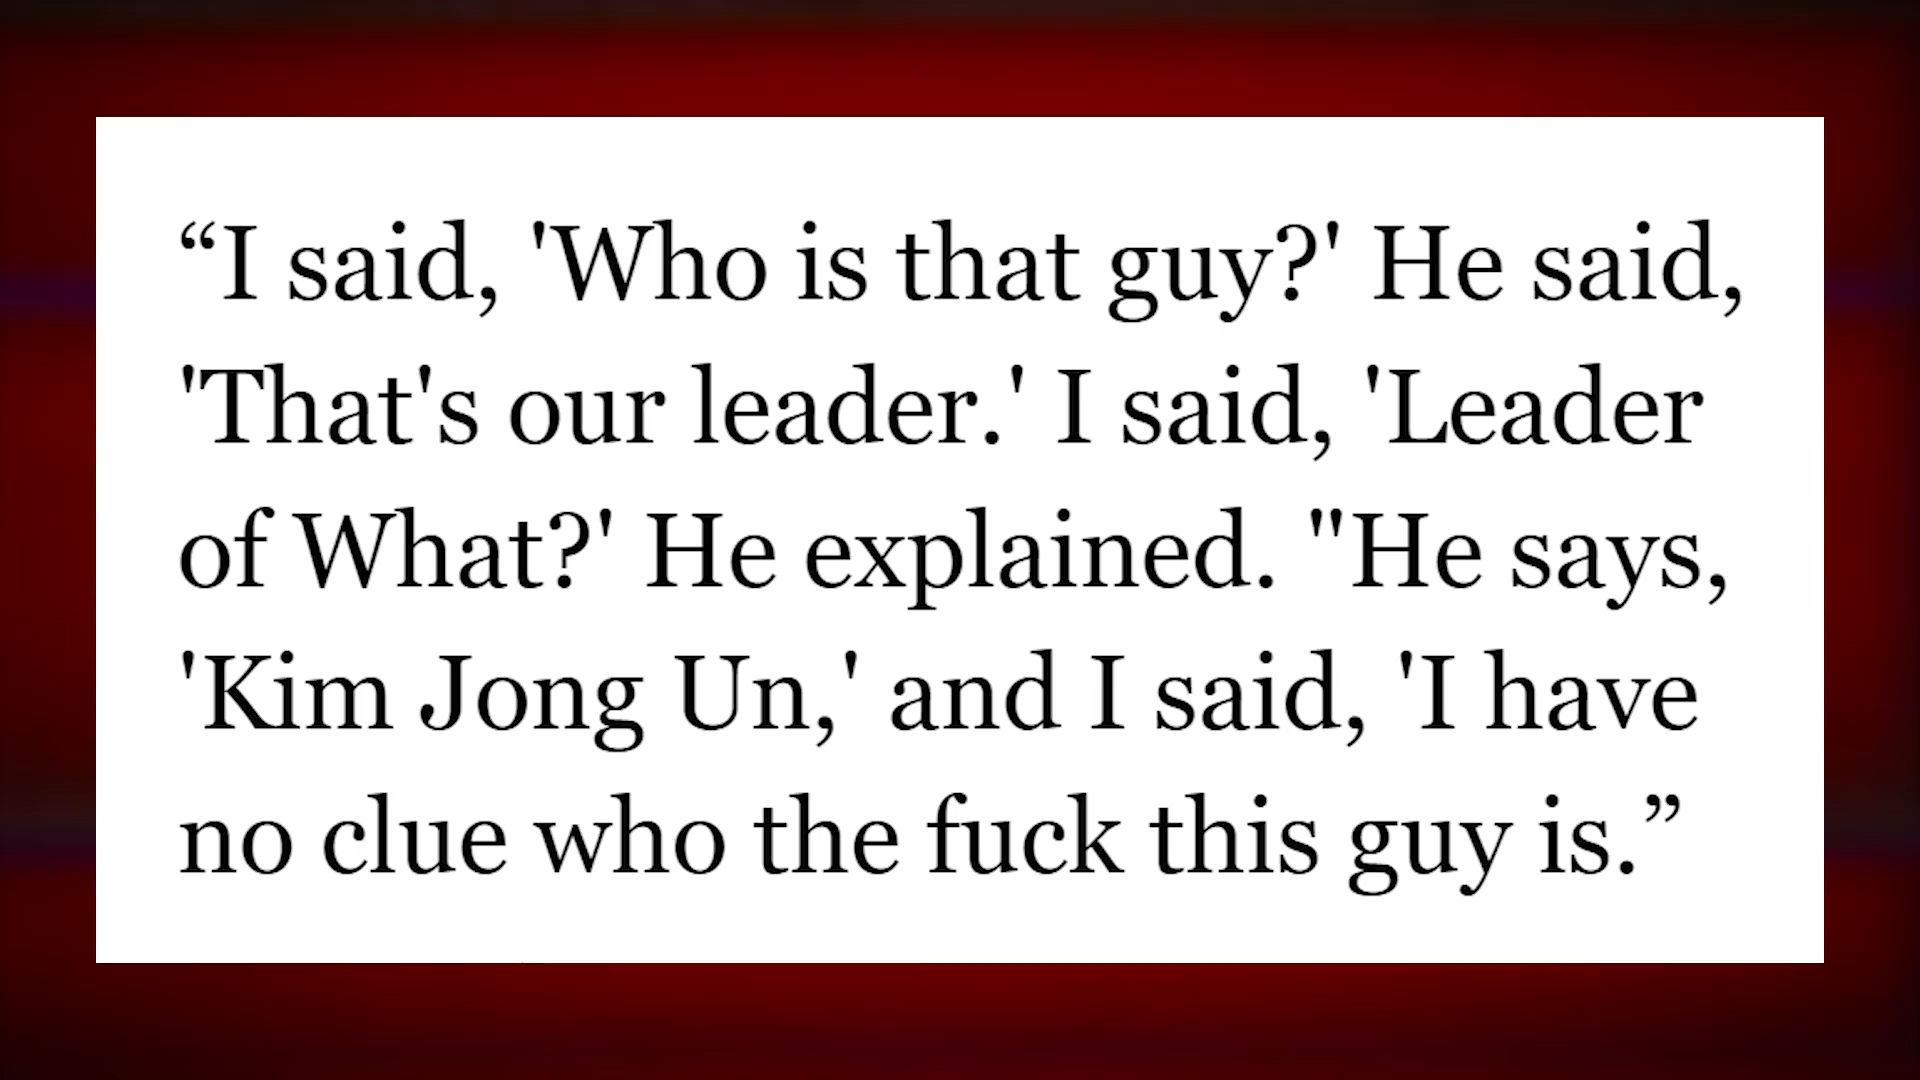 “I said, 'Who is that guy?' He said,
'That's our leader.' I said, 'Leader
of What?' He explained. "He says,
'Kim Jong Un,' and I said, 'I have
no clue who the fuck this guy is.”